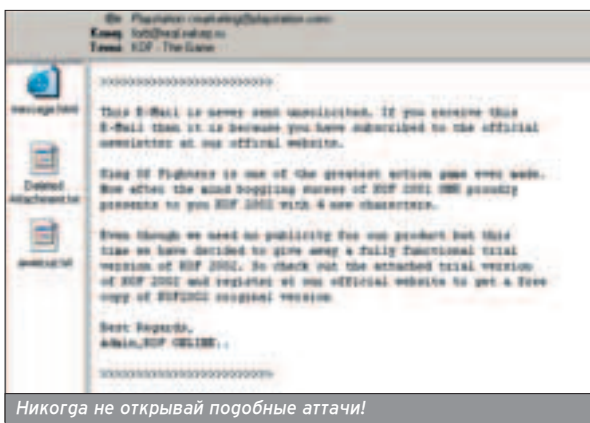 От: Playstation <marketing@playstation.com>
Кому:
Тема: KOF - The Game
message.html
Deleted Attachment.txt
>>>>>>>>>>>>>>>>>>>>>>>>
This E-Mail is never sent unsolicited. If you receive this
E-Mail then it is because you have subscribed to the official
newsletter at our offical website.
King Of Fighters is one of the greatest action game ever made.
Now after the mind boggling sucess of KOF 2001 SNK proudly
presents to you KOF 2002 with 4 new characters.
Even though we need no publicity for our product but this
time we have decided to give away a fully functional trial
version of KOF 2002. So check out the attached trial version
of KOF 2002 and register at our official website to get a free
copy of KOF2002 original version
Best Regards,
Admin,KOF ONLINE..
>>>>>>>>>>>>>>>>>>>>>>>>
Никогда не открывай подобные аттачи!